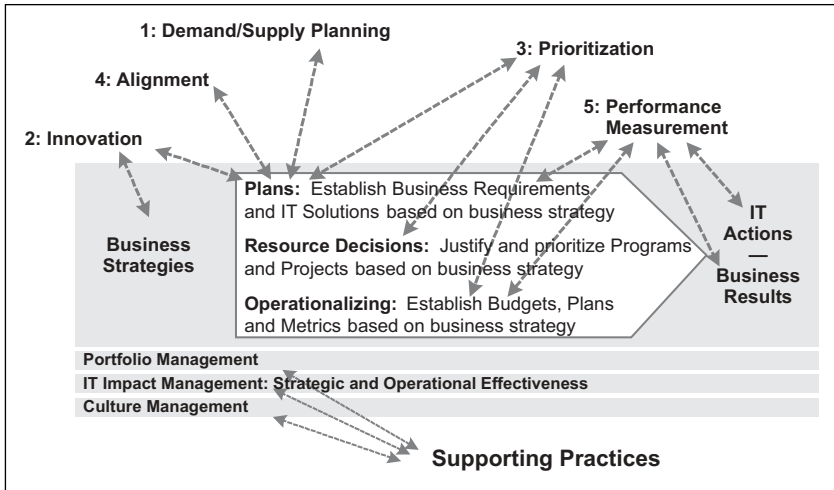 1: Demand/Supply Planning
3: Prioritization
4: Alignment
5: Performance
Measurement
2: Innovation
Plans: Establish Business Requirements
and IT Solutions based on business strategy
Business
Strategies
Resource Decisions: Justify and prioritize Programs
and Projects based on business strategy
Operationalizing: Establish Budgets, Plans
and Metrics based on business strategy
IT
Actions
—
Business
Results
Portfolio Management
IT Impact Management: Strategic and Operational Effectiveness
Culture Management
Supporting Practices